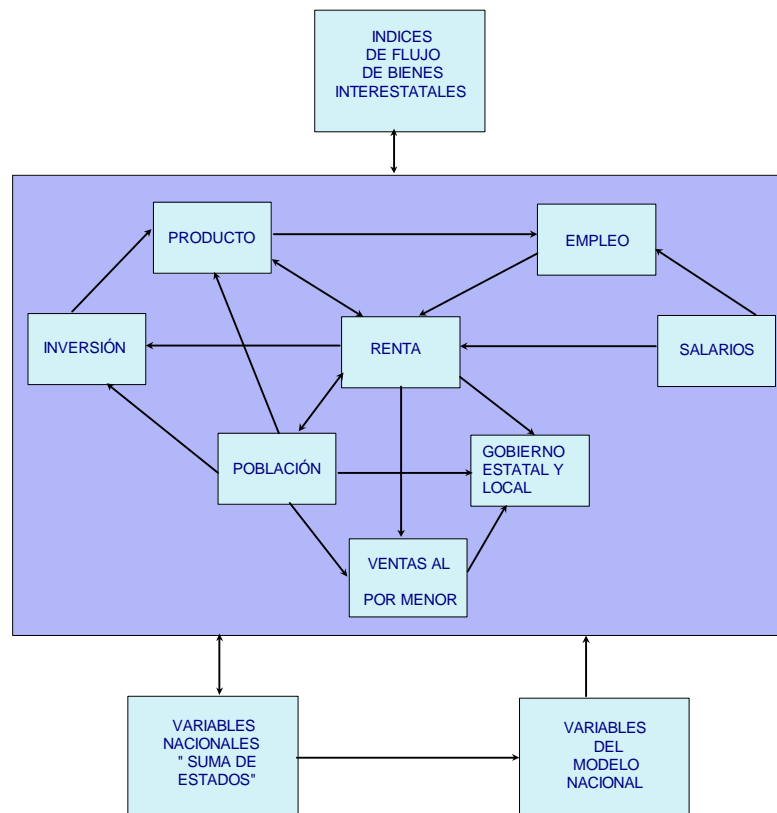 INDICES
DE FLUJO
DE BIENES
INTERESTATALES
PRODUCTO
EMPLEO
INVERSIÓN
RENTA
SALARIOS
POBLACIÓN
GOBIERNO
ESTATAL Y
LOCAL
VENTAS AL
POR MENOR
VARIABLES
NACIONALES
" SUMA DE
ESTADOS"
VARIABLES
DEL
MODELO
NACIONAL